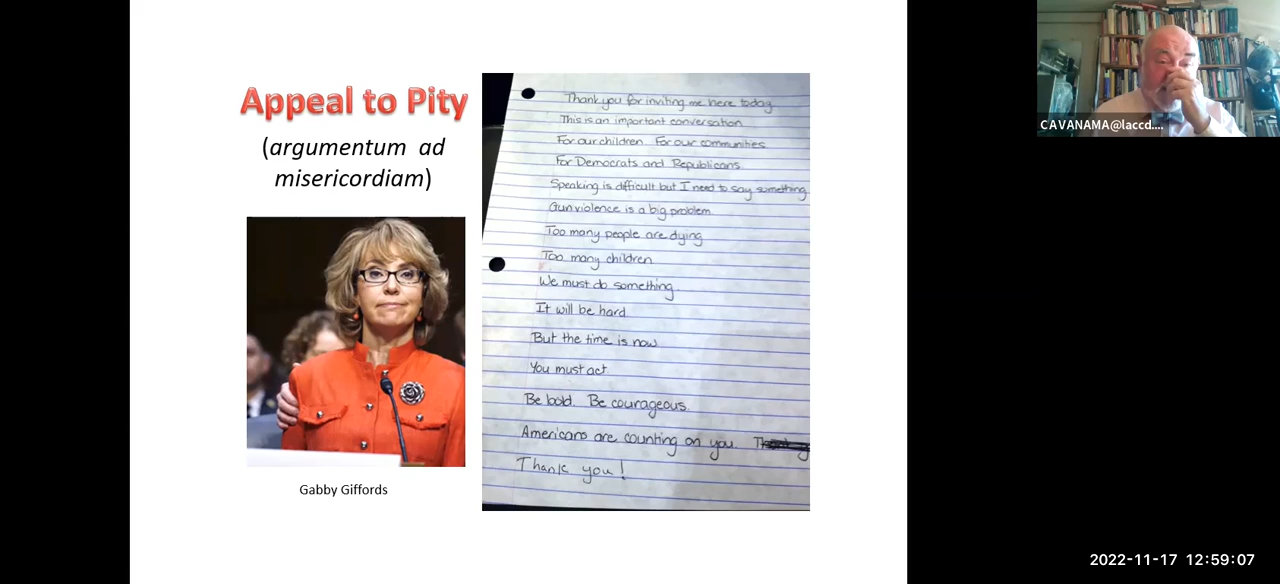 Appeal to Pity
(argumentum ad
misericordiam)
Gabby Giffords
Thank you for inviting me here today
This is an important conversation
For our children For our communities
For Democrats and Republicans
Speaking is difficult but I need to say something
Gun violence is a big problem
Too many people are dying
Too many children
We must do something.
It will be hard
But the time is now
You must act.
Be bold. Be courageous.
Americans are counting on you.
Thank you!
CAVANAMA@laccd....
2022-11-17 12:59:07